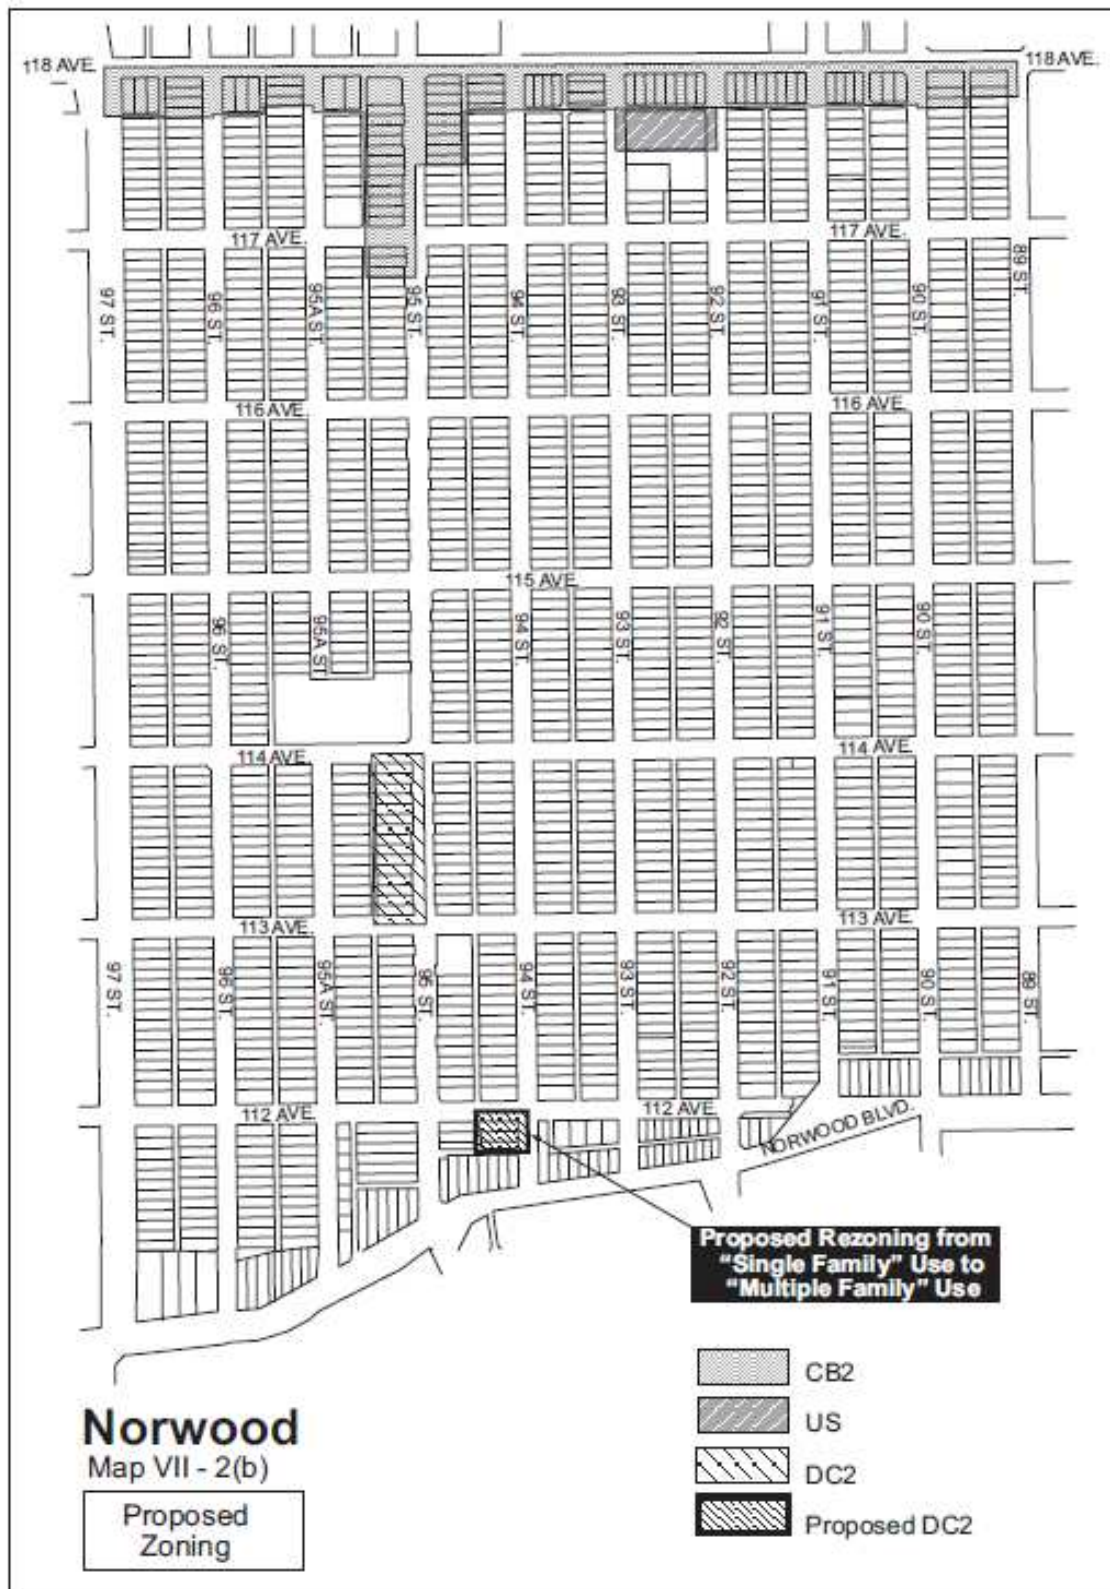 118 AVE.
118 AVE.
117 AVE.
117 AVE.
97 ST.
96 ST.
95A ST.
95 ST.
94 ST.
93 ST.
92 ST.
91 ST.
90 ST.
89 ST.
116 AVE.
116 AVE.
115 AVE.
96 ST.
95A ST.
94 ST.
93 ST.
92 ST.
91 ST.
90 ST.
114 AVE.
114 AVE.
113 AVE.
113 AVE.
97 ST.
96 ST.
95A ST.
95 ST.
94 ST.
93 ST.
92 ST.
91 ST.
90 ST.
89 ST.
112 AVE.
112 AVE.
NORWOOD BLVD.
Proposed Rezoning from
“Single Family” Use to
“Multiple Family” Use
CB2
US
DC2
Proposed DC2
Norwood
Map VII - 2(b)
Proposed
Zoning